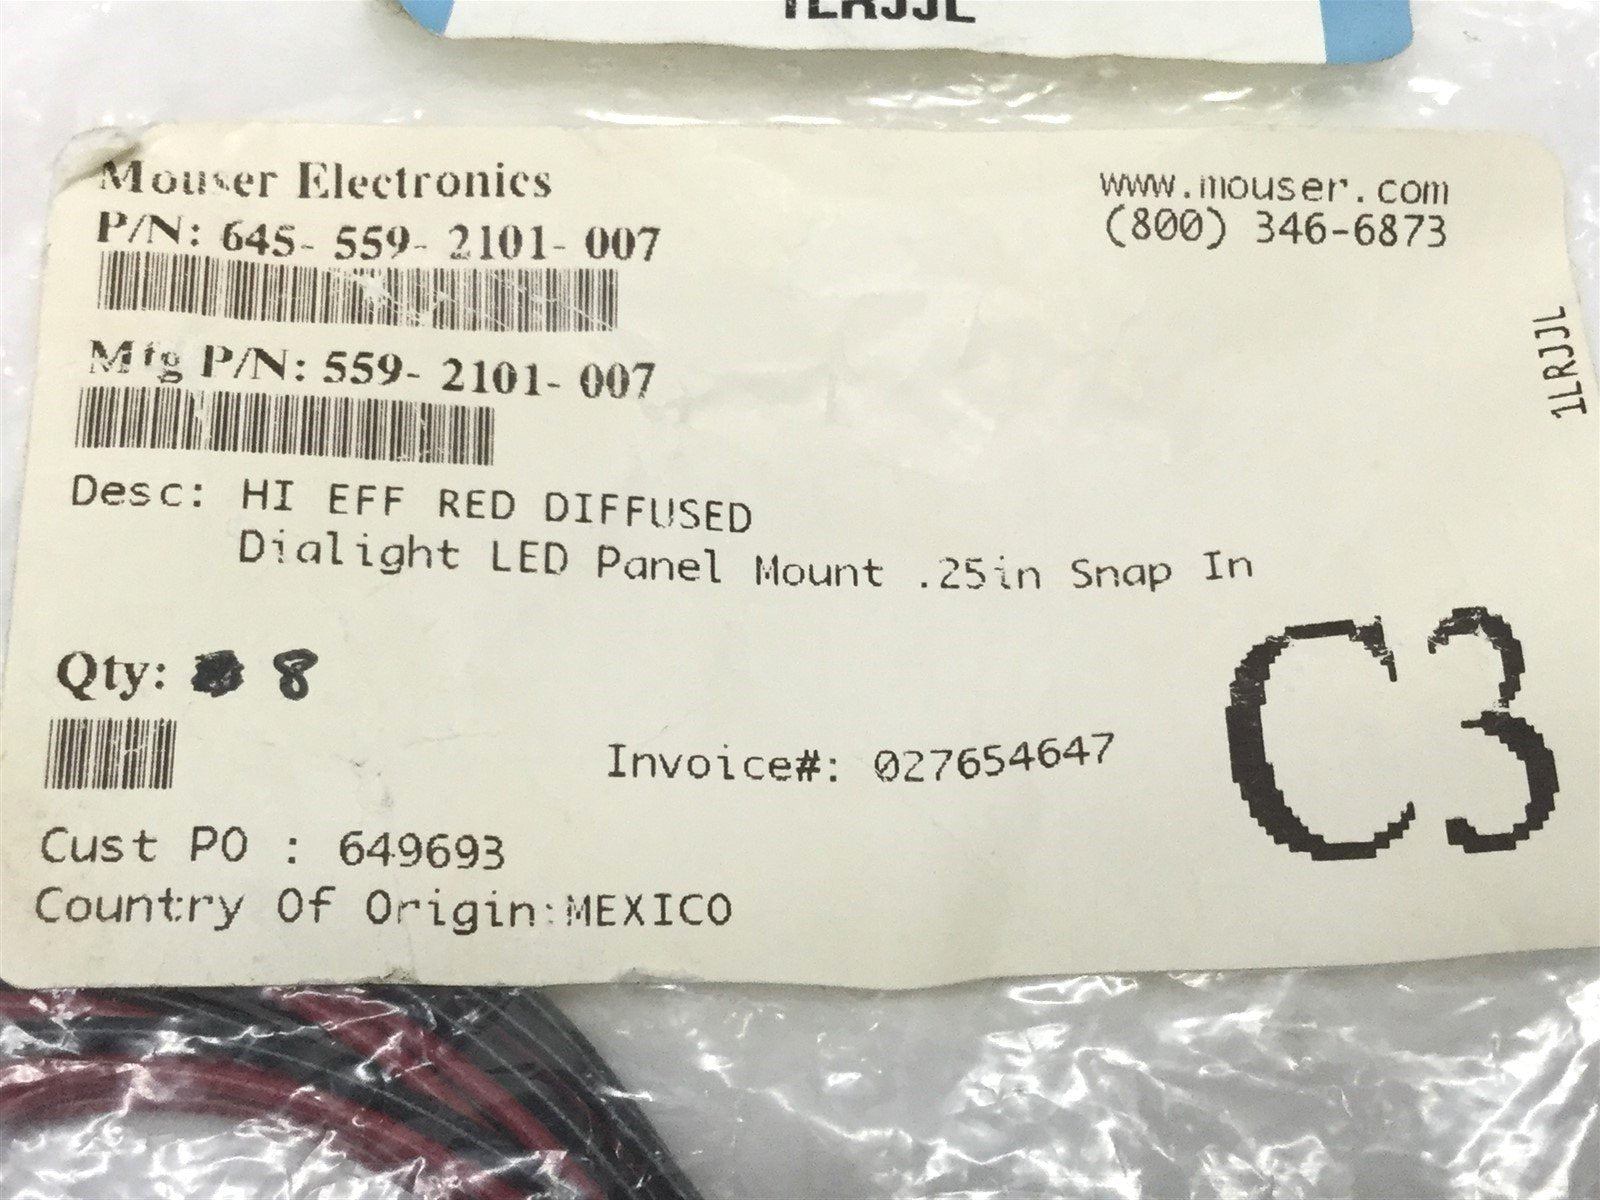 1LRJJL
Mouser Electronics
www.mouser.com
P/N: 645- 559- 2101- 007
(800) 346-6873
Mfg P/N: 559- 2101- 007
1LRJJL
Desc: HI EFF RED DIFFUSED
Dialight LED Panel Mount .25in Snap In
C3
Qty: 8
Invoice#: 027654647
Cust PO : 649693
Country Of Origin:MEXICO